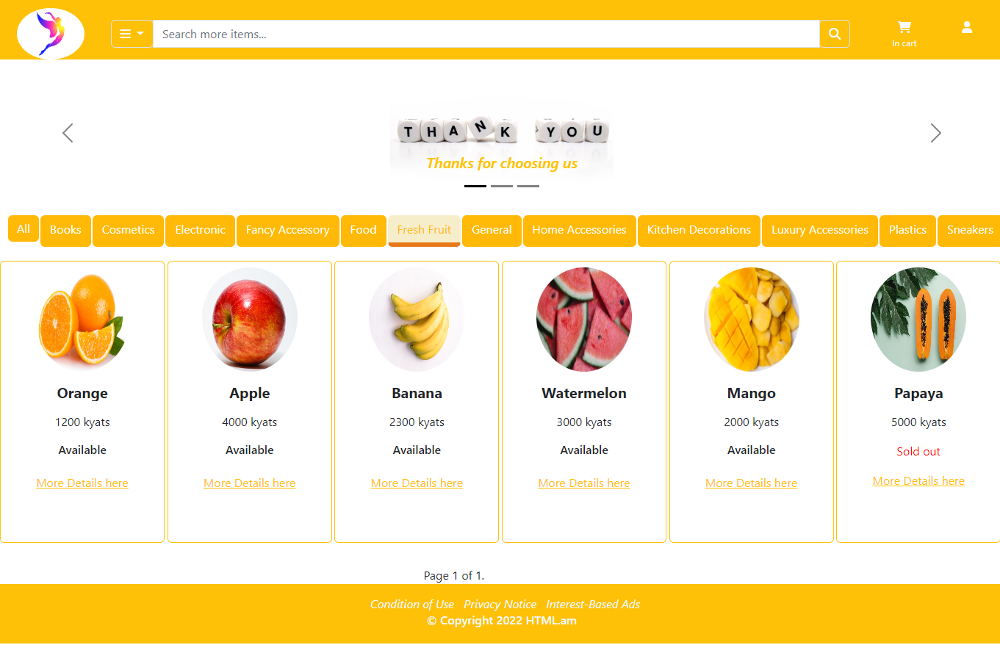 Search more items...
In cart
THANK YOU
Thanks for choosing us
All Books Cosmetics Electronic Fancy Accessory Food Fresh Fruit General Home Accessories Kitchen Decorations Luxury Accessories Plastics Sneakers
Orange Apple Banana Watermelon Mango Papaya
1200 kyats 4000 kyats 2300 kyats 3000 kyats 2000 kyats 5000 kyats
Available Available Available Available Available Sold out
More Details here More Details here More Details here More Details here More Details here More Details here
Page 1 of 1.
Condition of Use Privacy Notice Interest-Based Ads
© Copyright 2022 HTML.am